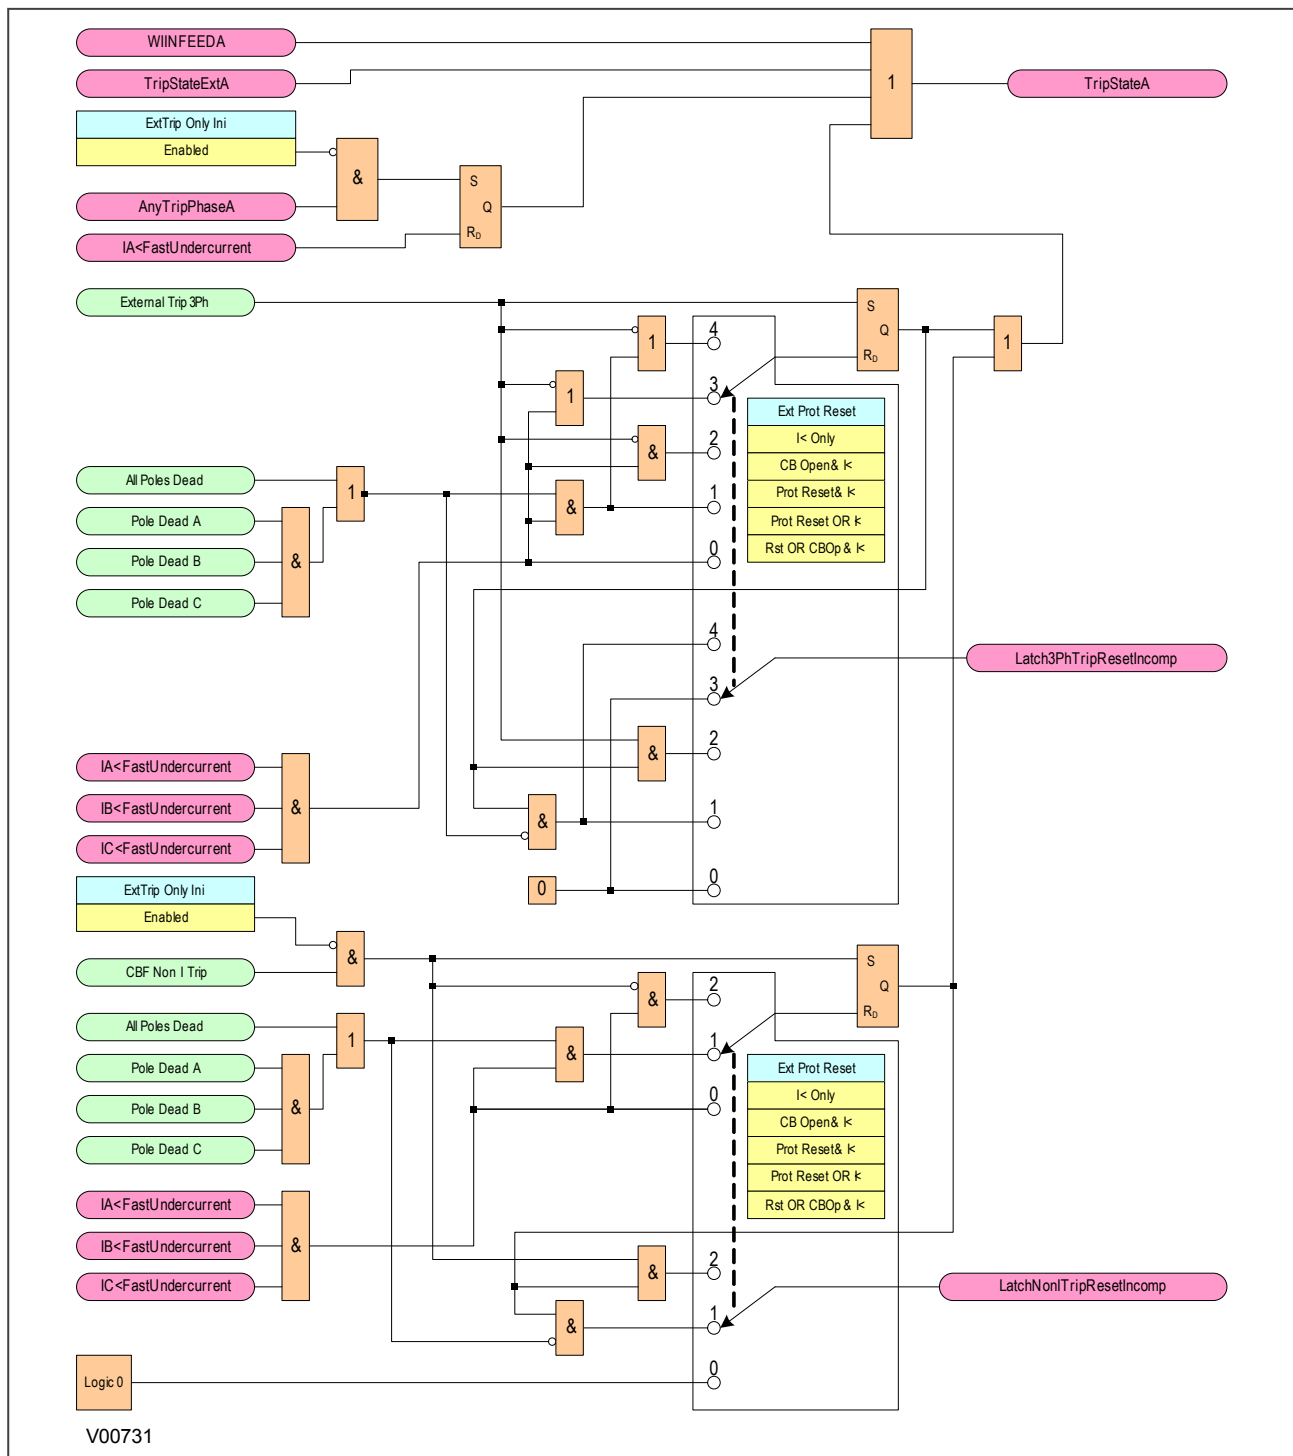 WIINFEEDA
TripStateExtA
1
TripStateA
ExtTrip Only Ini
Enabled
&
S
Q
RD
AnyTripPhaseA
IA<FastUndercurrent
External Trip 3Ph
S
Q
RD
1
4
1
1
3
Ext Prot Reset
I< Only
CB Open& I<
Prot Reset& I<
Prot Reset OR I<
Rst OR CBOp& I<
&
2
All Poles Dead
1
&
1
Pole Dead A
Pole Dead B
&
0
Pole Dead C
4
3
Latch3PhTripResetIncomp
&
2
IA<FastUndercurrent
IB<FastUndercurrent
&
&
1
IC<FastUndercurrent
0
0
ExtTrip Only Ini
Enabled
&
CBF Non I Trip
S
Q
RD
&
2
All Poles Dead
1
&
1
Pole Dead A
Pole Dead B
&
0
Pole Dead C
Ext Prot Reset
I< Only
CB Open& I<
Prot Reset& I<
Prot Reset OR I<
Rst OR CBOp& I<
IA<FastUndercurrent
IB<FastUndercurrent
&
IC<FastUndercurrent
&
2
LatchNonITripResetIncomp
&
1
Logic 0
0
V00731